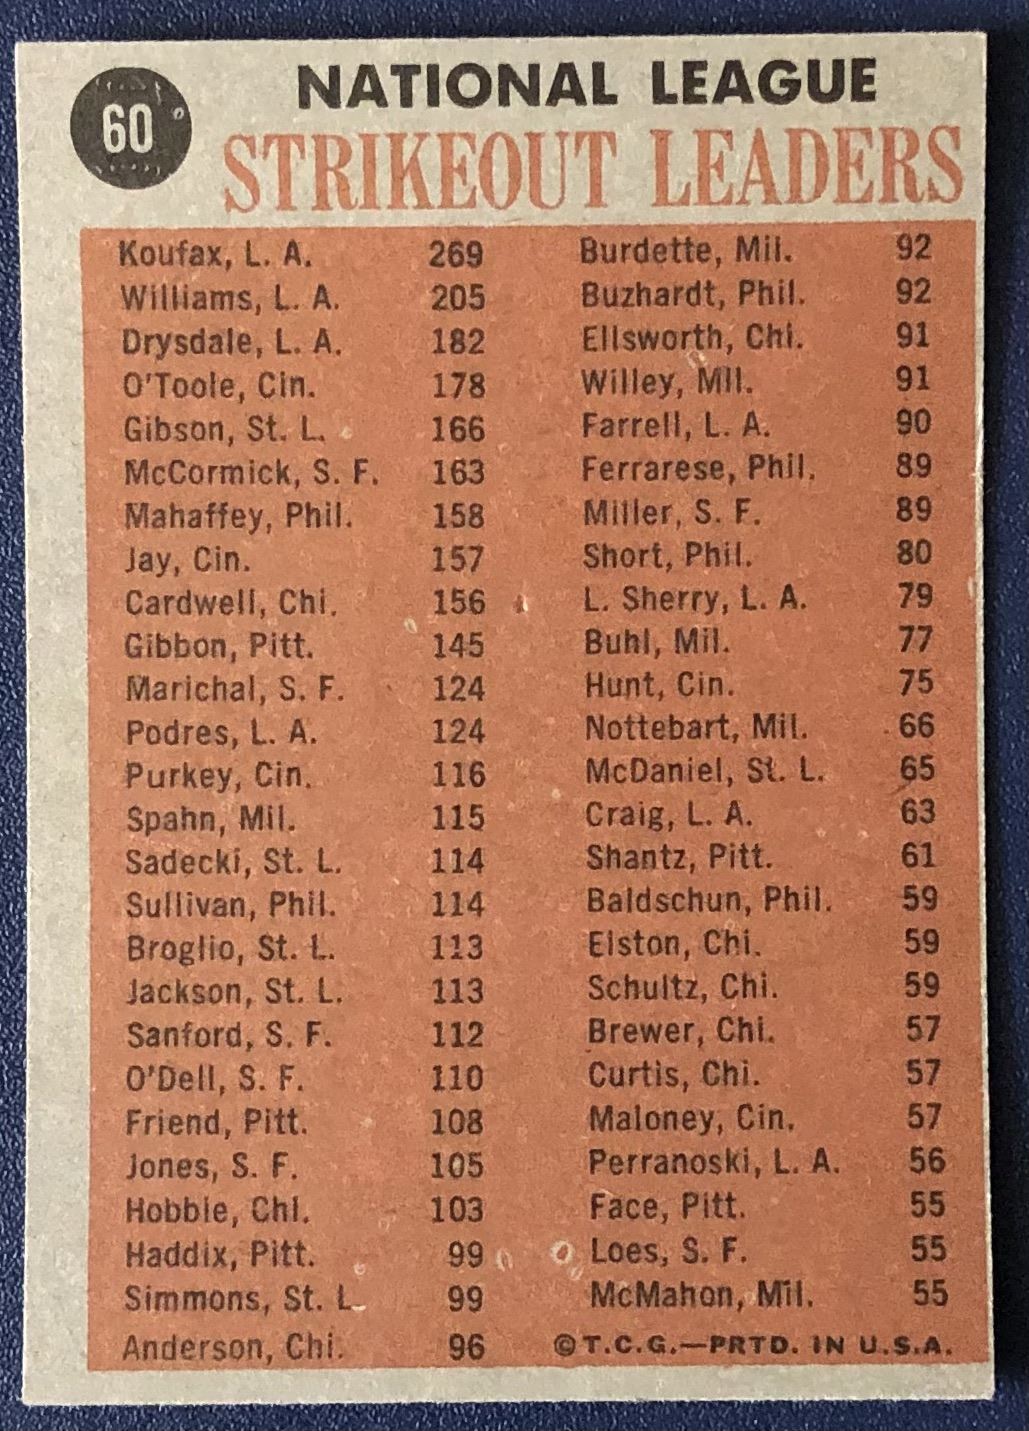 60
NATIONAL LEAGUE
STRIKEOUT LEADERS
Koufax, L. A. 269
Williams, L. A. 205
Drysdale, L. A. 182
O'Toole, Cin. 178
Gibson, St. L. 166
McCormick, S. F. 163
Mahaffey, Phil. 158
Jay, Cin. 157
Cardwell, Chi. 156
Gibbon, Pitt. 145
Marichal, S. F. 124
Podres, L. A. 124
Purkey, Cin. 116
Spahn, Mil. 115
Sadecki, St. L. 114
Sullivan, Phil. 114
Broglio, St. L. 113
Jackson, St. L. 113
Sanford, S. F. 112
O'Dell, S. F. 110
Friend, Pitt. 108
Jones, S. F. 105
Hobbie, Chi. 103
Haddix, Pitt. 99
Simmons, St. L. 99
Anderson, Chi. 96
Burdette, Mil. 92
Buzhardt, Phil. 92
Ellsworth, Chi. 91
Willey, Mil. 91
Farrell, L. A. 90
Ferrarese, Phil. 89
Miller, S. F. 89
Short, Phil. 80
L. Sherry, L. A. 79
Buhl, Mil. 77
Hunt, Cin. 75
Nottebart, Mil. 66
McDaniel, St. L. 65
Craig, L. A. 63
Shantz, Pitt. 61
Baldschun, Phil. 59
Elston, Chi. 59
Schultz, Chi. 59
Brewer, Chi. 57
Curtis, Chi. 57
Maloney, Cin. 57
Perranoski, L. A. 56
Face, Pitt. 55
Loes, S. F. 55
McMahon, Mil. 55
©T.C.G.—PRTD. IN U.S.A.